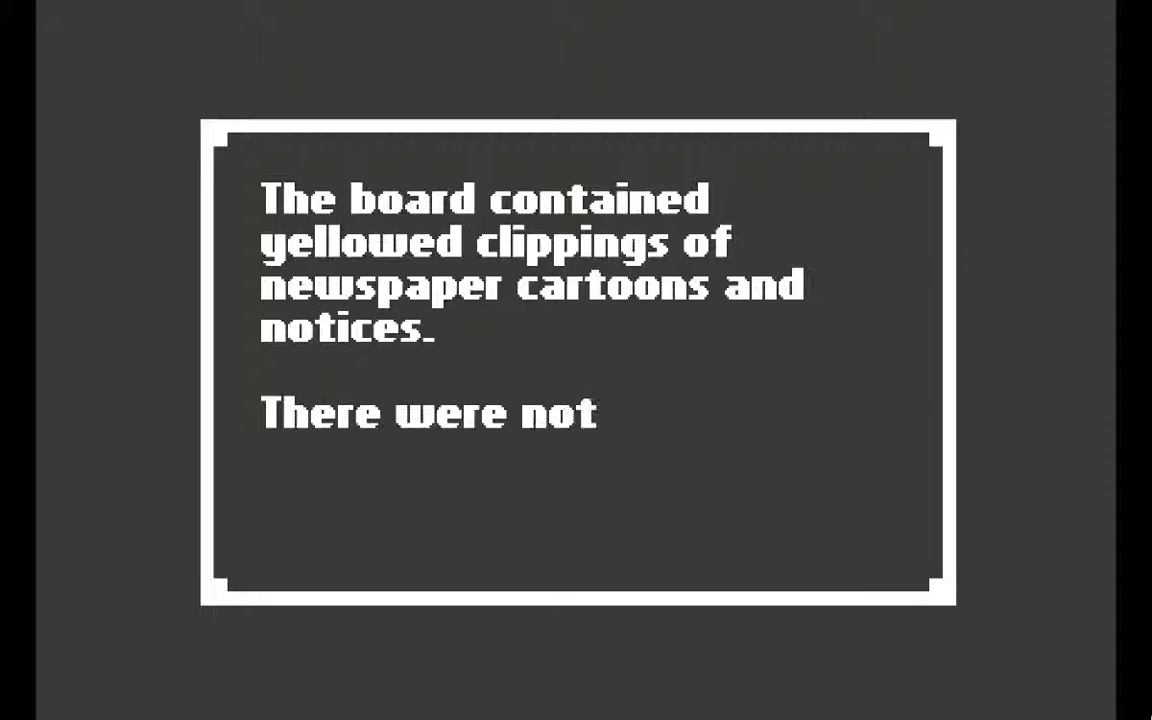 The board contained
yellowed clippings of
newspaper cartoons and
notices.
There were not